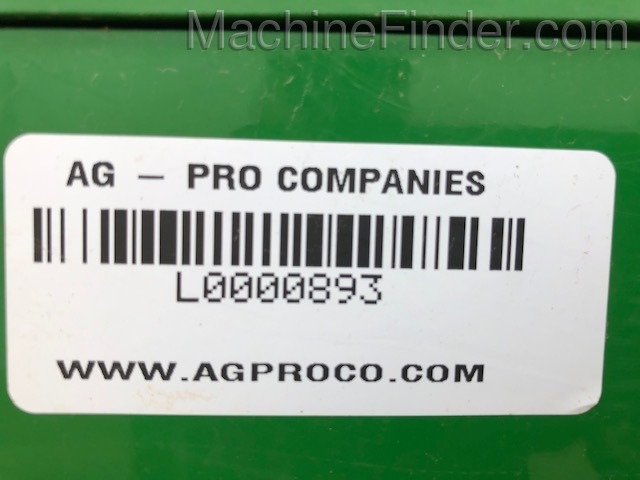 MachineFinder.com
AG – PRO COMPANIES
L0000893
WWW.AGPROCO.COM